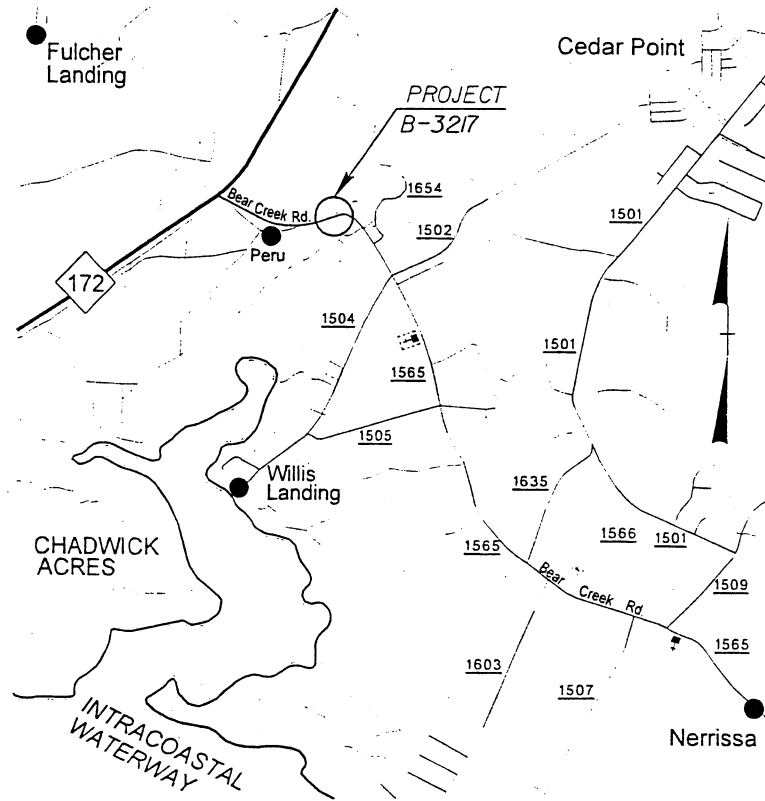 Fulcher
Landing
Cedar Point
PROJECT
B-3217
1654
Bear Creek Rd.
1502
1501
Peru
172
1504
1501
1565
1505
Willis
Landing
1635
CHADWICK
ACRES
1565
1566
1501
Bear Creek Rd.
1509
1603
1565
1507
INTRACOASTAL
WATERWAY
Nerrissa